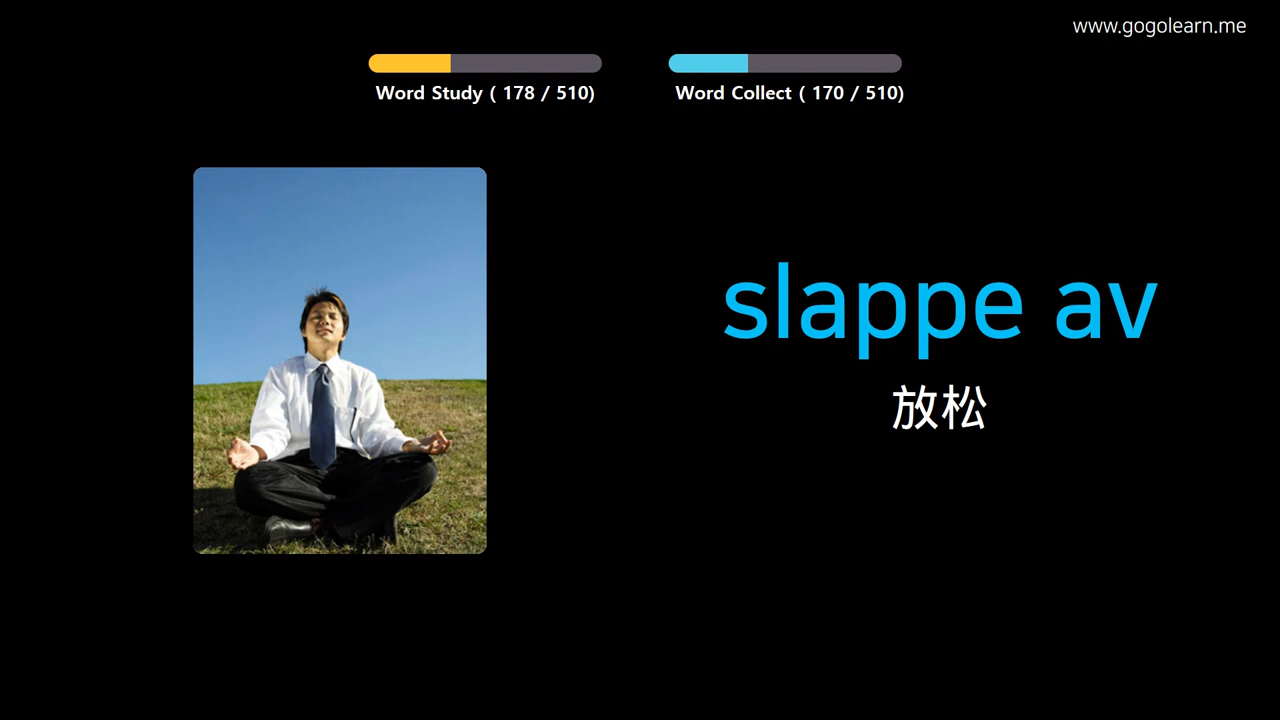 www.gogolearn.me
Word Study ( 178 / 510)
Word Collect ( 170 / 510)
slappe av
放松